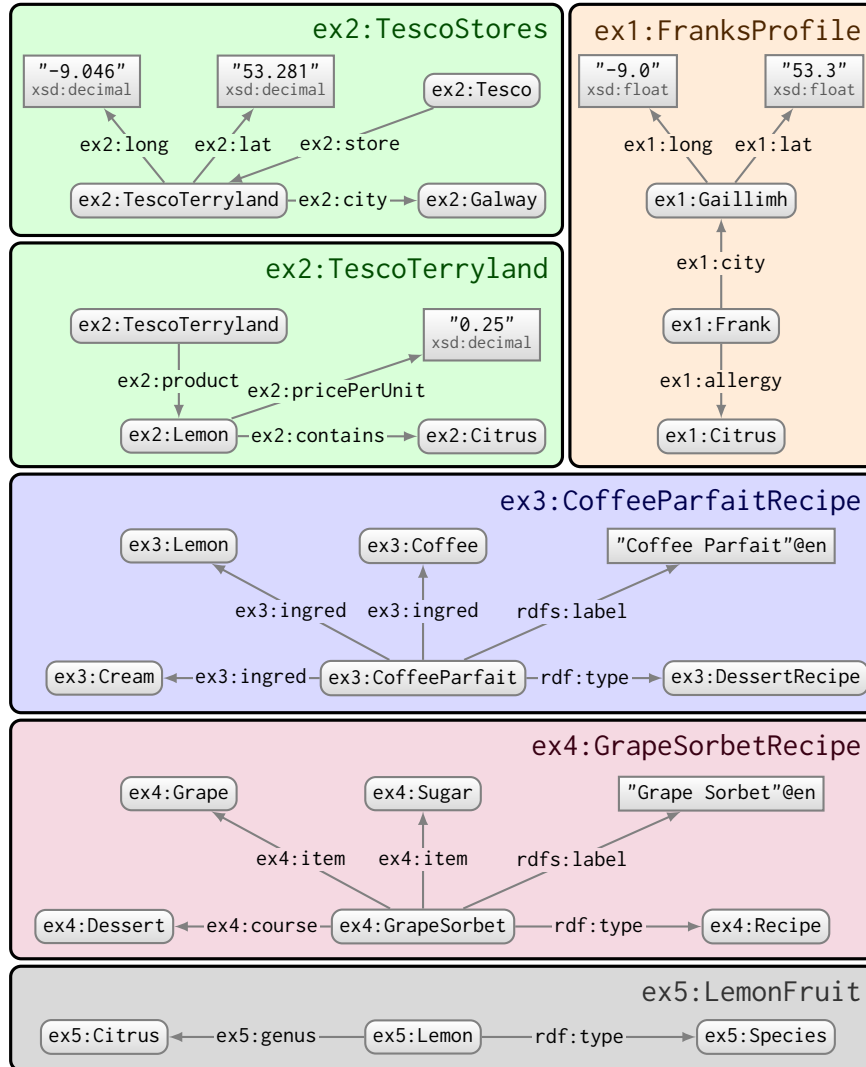 ex2:TescoStores
"-9.046"
xsd:decimal
"53.281"
xsd:decimal
ex2:Tesco
ex2:long
ex2:lat
ex2:store
ex2:TescoTerryland
ex2:city
ex2:Galway
ex1:FranksProfile
"-9.0"
xsd:float
"53.3"
xsd:float
ex1:long
ex1:lat
ex1:Gaillimh
ex1:city
ex1:Frank
ex1:allergy
ex1:Citrus
ex2:TescoTerryland
ex2:TescoTerryland
"0.25"
xsd:decimal
ex2:product
ex2:pricePerUnit
ex2:Lemon
ex2:contains
ex2:Citrus
ex3:CoffeeParfaitRecipe
ex3:Lemon
ex3:Coffee
"Coffee Parfait"@en
ex3:ingred
ex3:ingred
rdfs:label
ex3:Cream
ex3:ingred
ex3:CoffeeParfait
rdf:type
ex3:DessertRecipe
ex4:GrapeSorbetRecipe
ex4:Grape
ex4:Sugar
"Grape Sorbet"@en
ex4:item
ex4:item
rdfs:label
ex4:Dessert
ex4:course
ex4:GrapeSorbet
rdf:type
ex4:Recipe
ex5:LemonFruit
ex5:Citrus
ex5:genus
ex5:Lemon
rdf:type
ex5:Species